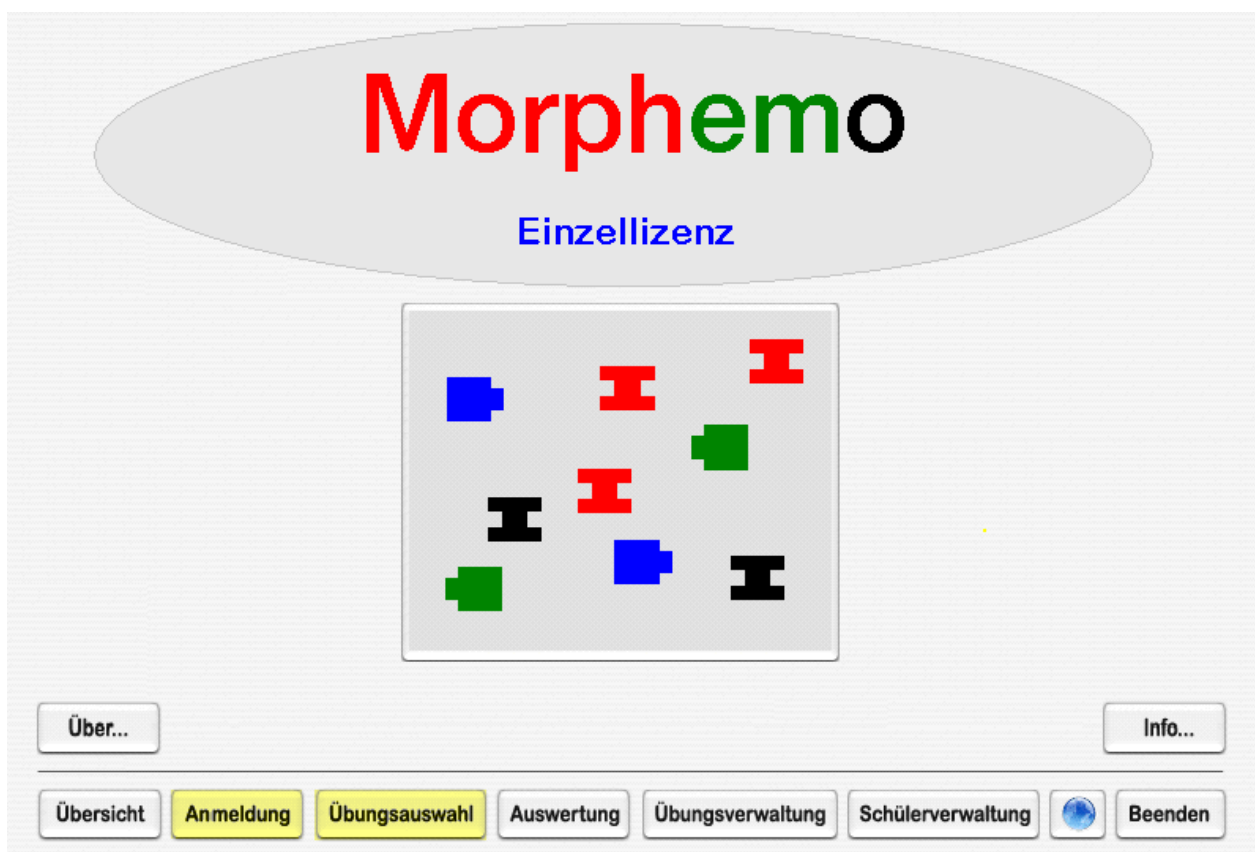 Morphemo
Einzellizenz
Über... Info...
Übersicht Anmeldung Übungsauswahl Auswertung Übungsverwaltung Schülerverwaltung Beenden